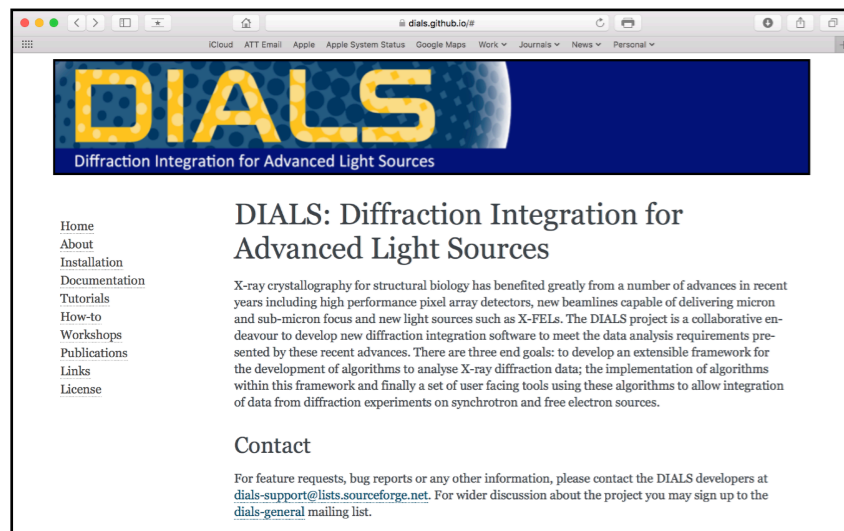 dials.github.io/#
iCloud ATT Email Apple Apple System Status Google Maps Work Journals News Personal
DIALS
Diffraction Integration for Advanced Light Sources
DIALS: Diffraction Integration for
Advanced Light Sources
Home
About
Installation
Documentation
Tutorials
How-to
Workshops
Publications
Links
License
X-ray crystallography for structural biology has benefited greatly from a number of advances in recent
years including high performance pixel array detectors, new beamlines capable of delivering micron
and sub-micron focus and new light sources such as X-FELs. The DIALS project is a collaborative en-
deavour to develop new diffraction integration software to meet the data analysis requirements pre-
sented by these recent advances. There are three end goals: to develop an extensible framework for
the development of algorithms to analyse X-ray diffraction data; the implementation of algorithms
within this framework and finally a set of user facing tools using these algorithms to allow integration
of data from diffraction experiments on synchrotron and free electron sources.
Contact
For feature requests, bug reports or any other information, please contact the DIALS developers at
dials-support@lists.sourceforge.net. For wider discussion about the project you may sign up to the
dials-general mailing list.